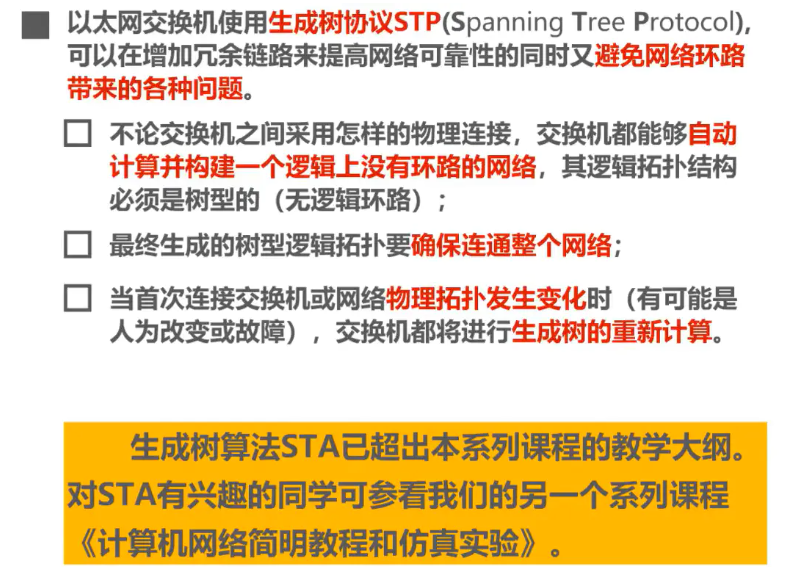 以太网交换机使用生成树协议STP(Spanning Tree Protocol),
可以在增加冗余链路来提高网络可靠性的同时又避免网络环路
带来的各种问题。
不论交换机之间采用怎样的物理连接，交换机都能够自动
计算并构建一个逻辑上没有环路的网络，其逻辑拓扑结构
必须是树型的（无逻辑环路）；
最终生成的树型逻辑拓扑要确保连通整个网络；
当首次连接交换机或网络物理拓扑发生变化时（有可能是
人为改变或故障），交换机都将进行生成树的重新计算。
生成树算法STA已超出本系列课程的教学大纲。
对STA有兴趣的同学可参看我们的另一个系列课程
《计算机网络简明教程和仿真实验》。